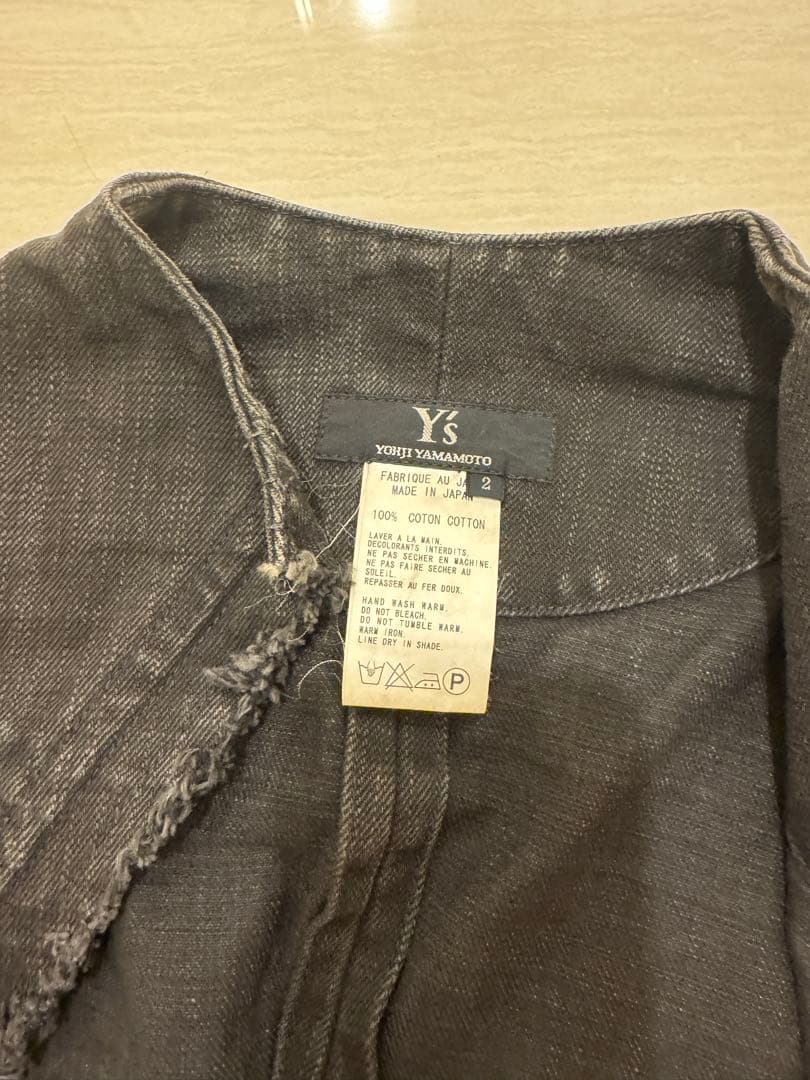 Y's
YOHJI YAMAMOTO
2
FABRIQUE AU JA
MADE IN JAPAN
100% COTON COTTON
LAVER A LA MAIN.
DECOLORANTS INTERDITS.
NE PAS SECHER EN MACHINE.
NE PAS FAIRE SECHER AU
SOLEIL.
REPASSER AU FER DOUX.
HAND WASH WARM.
DO NOT BLEACH.
DO NOT TUMBLE WARM.
WARM IRON.
LINE DRY IN SHADE.
P